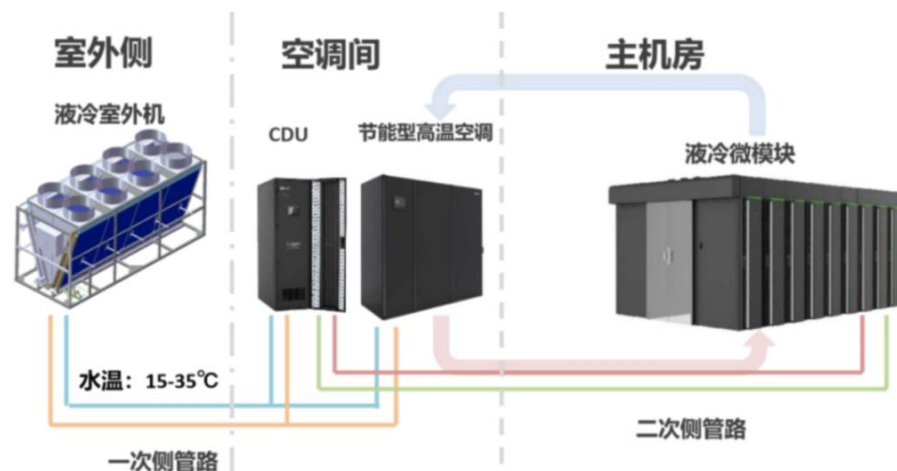 室外侧
空调间
主机房
液冷室外机
CDU
节能型高温空调
液冷微模块
水温：15-35℃
二次侧管路
一次侧管路